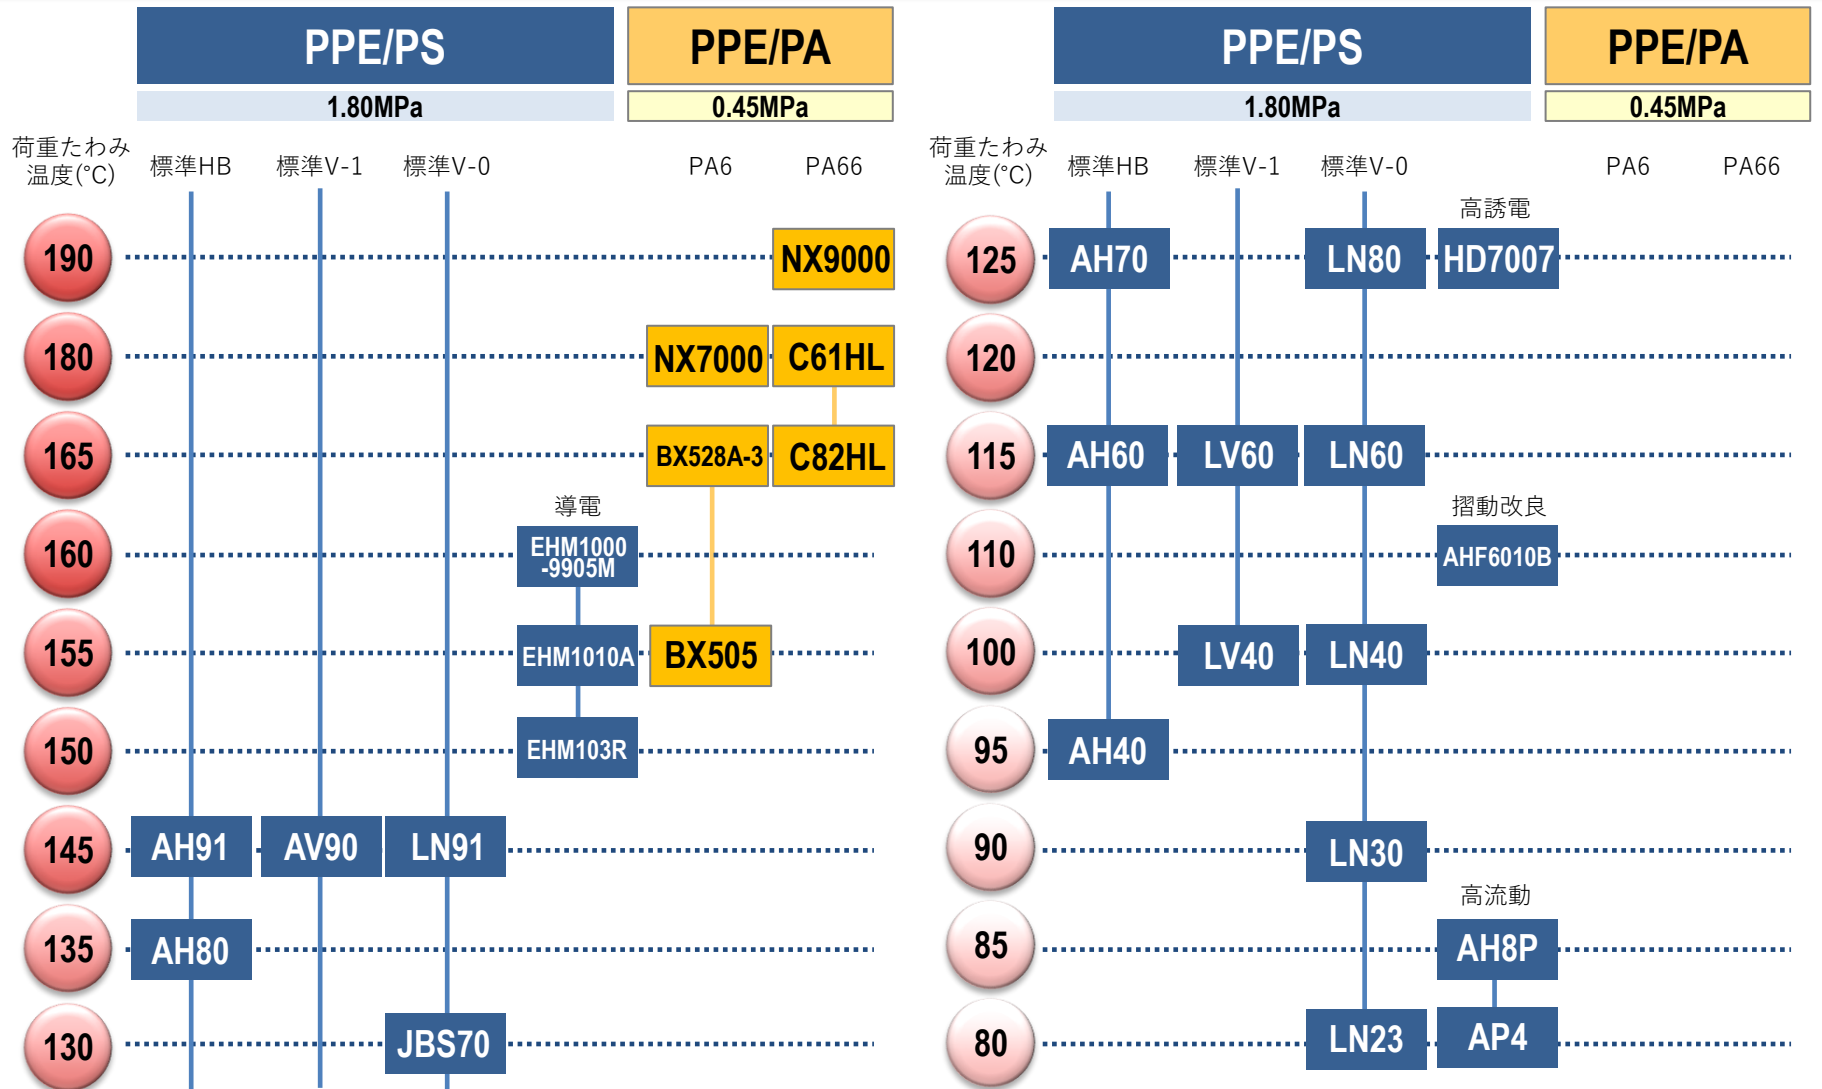 PPE/PS
PPE/PA
1.80MPa
0.45MPa
荷重たわみ
温度(°C)
標準HB
標準V-1
標準V-0
PA6
PA66
190
NX9000
180
NX7000
C61HL
165
BX528A-3
C82HL
導電
160
EHM1000
-9905M
155
EHM1010A
BX505
150
EHM103R
145
AH91
AV90
LN91
135
AH80
130
JBS70
PPE/PS
PPE/PA
1.80MPa
0.45MPa
荷重たわみ
温度(°C)
標準HB
標準V-1
標準V-0
PA6
PA66
高誘電
125
AH70
LN80
HD7007
120
115
AH60
LV60
LN60
摺動改良
110
AHF6010B
100
LV40
LN40
95
AH40
90
LN30
高流動
85
AH8P
80
LN23
AP4